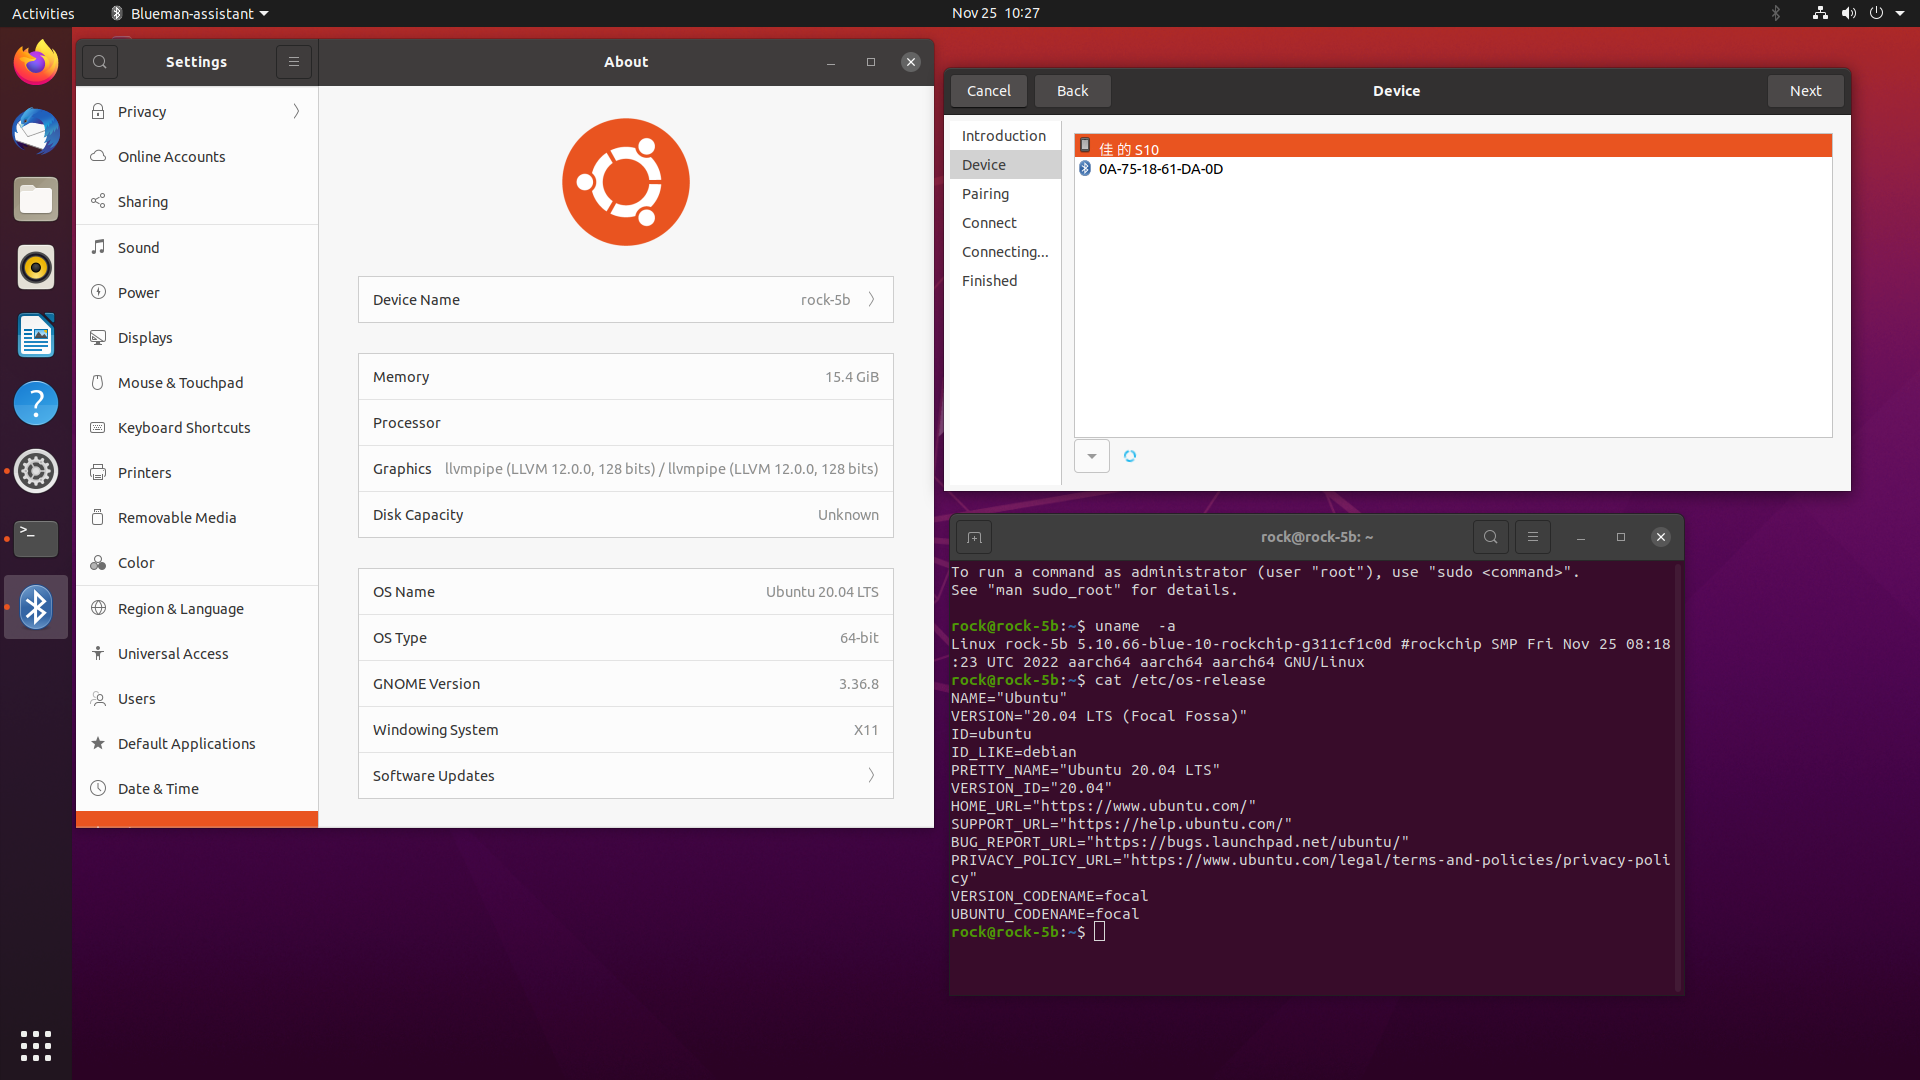 Activities
Blueman-assistant
Nov 25 10:27
Settings
About
Privacy
Online Accounts
Sharing
Sound
Power
Displays
Mouse & Touchpad
Keyboard Shortcuts
Printers
Removable Media
Color
Region & Language
Universal Access
Users
Default Applications
Date & Time
Device Name rock-5b
Memory 15.4 GiB
Processor
Graphics llvmpipe (LLVM 12.0.0, 128 bits) / llvmpipe (LLVM 12.0.0, 128 bits)
Disk Capacity Unknown
OS Name Ubuntu 20.04 LTS
OS Type 64-bit
GNOME Version 3.36.8
Windowing System X11
Software Updates
Cancel
Back
Device
Next
Introduction
Device
Pairing
Connect
Connecting...
Finished
佳 的 S10
0A-75-18-61-DA-0D
rock@rock-5b: ~
To run a command as administrator (user "root"), use "sudo <command>".
See "man sudo_root" for details.
rock@rock-5b:~$ uname  -a
Linux rock-5b 5.10.66-blue-10-rockchip-g311cf1c0d #rockchip SMP Fri Nov 25 08:18
:23 UTC 2022 aarch64 aarch64 aarch64 GNU/Linux
rock@rock-5b:~$ cat /etc/os-release
NAME="Ubuntu"
VERSION="20.04 LTS (Focal Fossa)"
ID=ubuntu
ID_LIKE=debian
PRETTY_NAME="Ubuntu 20.04 LTS"
VERSION_ID="20.04"
HOME_URL="https://www.ubuntu.com/"
SUPPORT_URL="https://help.ubuntu.com/"
BUG_REPORT_URL="https://bugs.launchpad.net/ubuntu/"
PRIVACY_POLICY_URL="https://www.ubuntu.com/legal/terms-and-policies/privacy-poli
cy"
VERSION_CODENAME=focal
UBUNTU_CODENAME=focal
rock@rock-5b:~$